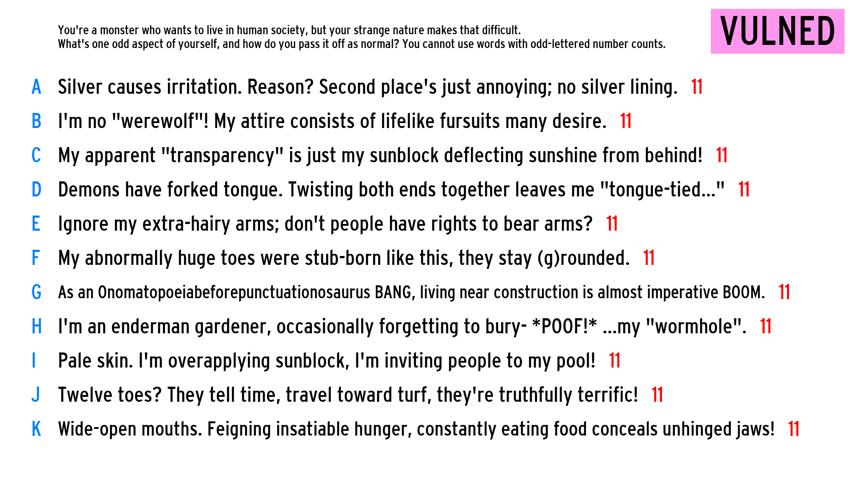 You're a monster who wants to live in human society, but your strange nature makes that difficult.
What's one odd aspect of yourself, and how do you pass it off as normal? You cannot use words with odd-lettered number counts.
VULNED
A Silver causes irritation. Reason? Second place's just annoying; no silver lining. 11
B I'm no "werewolf"! My attire consists of lifelike fursuits many desire. 11
C My apparent "transparency" is just my sunblock deflecting sunshine from behind! 11
D Demons have forked tongue. Twisting both ends together leaves me "tongue-tied..." 11
E Ignore my extra-hairy arms; don't people have rights to bear arms? 11
F My abnormally huge toes were stub-born like this, they stay (g)rounded. 11
G As an Onomatopoeiabeforepunctuationosaurus BANG, living near construction is almost imperative BOOM. 11
H I'm an enderman gardener, occasionally forgetting to bury- *POOF!* ...my "wormhole". 11
I Pale skin. I'm overapplying sunblock, I'm inviting people to my pool! 11
J Twelve toes? They tell time, travel toward turf, they're truthfully terrific! 11
K Wide-open mouths. Feigning insatiable hunger, constantly eating food conceals unhinged jaws! 11